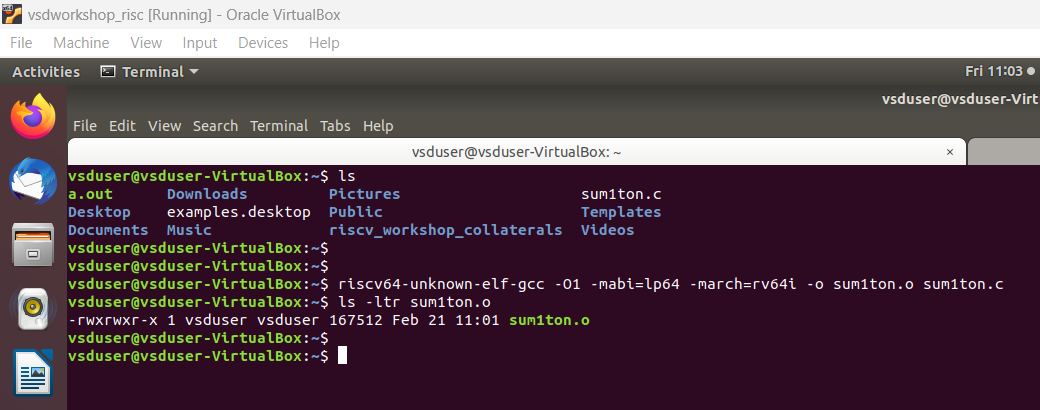 vsdworkshop_risc [Running] - Oracle VirtualBox
File Machine View Input Devices Help
Activities Terminal Fri 11:03
vsduser@vsduser-Virt
File Edit View Search Terminal Tabs Help
vsduser@vsduser-VirtualBox: ~ ×
vsduser@vsduser-VirtualBox:~$ ls
a.out Downloads Pictures sum1ton.c
Desktop examples.desktop Public Templates
Documents Music riscv_workshop_collaterals Videos
vsduser@vsduser-VirtualBox:~$
vsduser@vsduser-VirtualBox:~$
vsduser@vsduser-VirtualBox:~$ riscv64-unknown-elf-gcc -O1 -mabi=lp64 -march=rv64i -o sum1ton.o sum1ton.c
vsduser@vsduser-VirtualBox:~$ ls -ltr sum1ton.o
-rwxrwxr-x 1 vsduser vsduser 167512 Feb 21 11:01 sum1ton.o
vsduser@vsduser-VirtualBox:~$
vsduser@vsduser-VirtualBox:~$